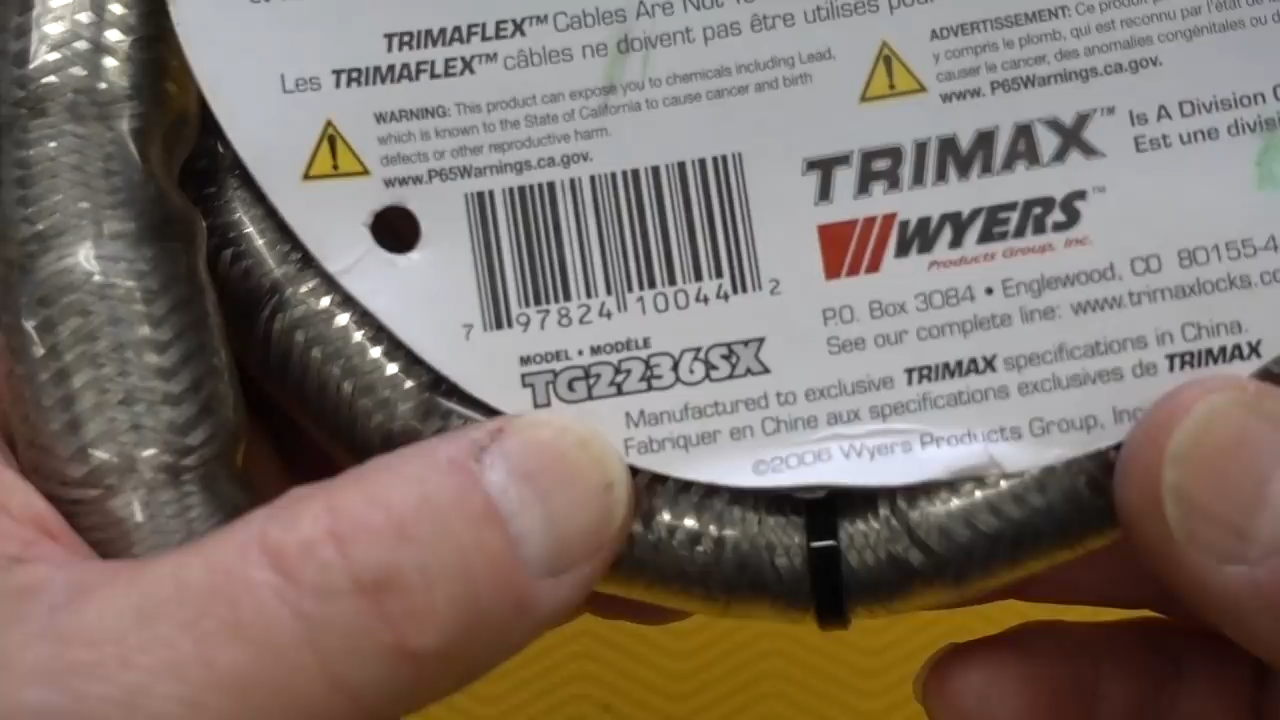 TRIMAFLEX™ Cables Are Not
Les TRIMAFLEX™ câbles ne doivent pas être utilisés
WARNING: This product can expose you to chemicals including Lead,
which is known to the State of California to cause cancer and birth
defects or other reproductive harm.
www.P65Warnings.ca.gov.
ADVERTISSEMENT: Ce produit
y compris le plomb, qui est reconnu par l'état de
causer le cancer, des anomalies congénitales ou
www. P65Warnings.ca.gov.
TRIMAX™ Is A Division
Est une
WYERS™
Products Group, Inc.
7 97824 10044 2
P.O. Box 3084 • Englewood, CO 80155-4
See our complete line: www.trimaxlocks.co
MODEL • MODÈLE
TG2236SX
Manufactured to exclusive TRIMAX specifications in China.
Fabriquer en Chine aux specifications exclusives de TRIMAX
©2006 Wyers Products Group, Inc